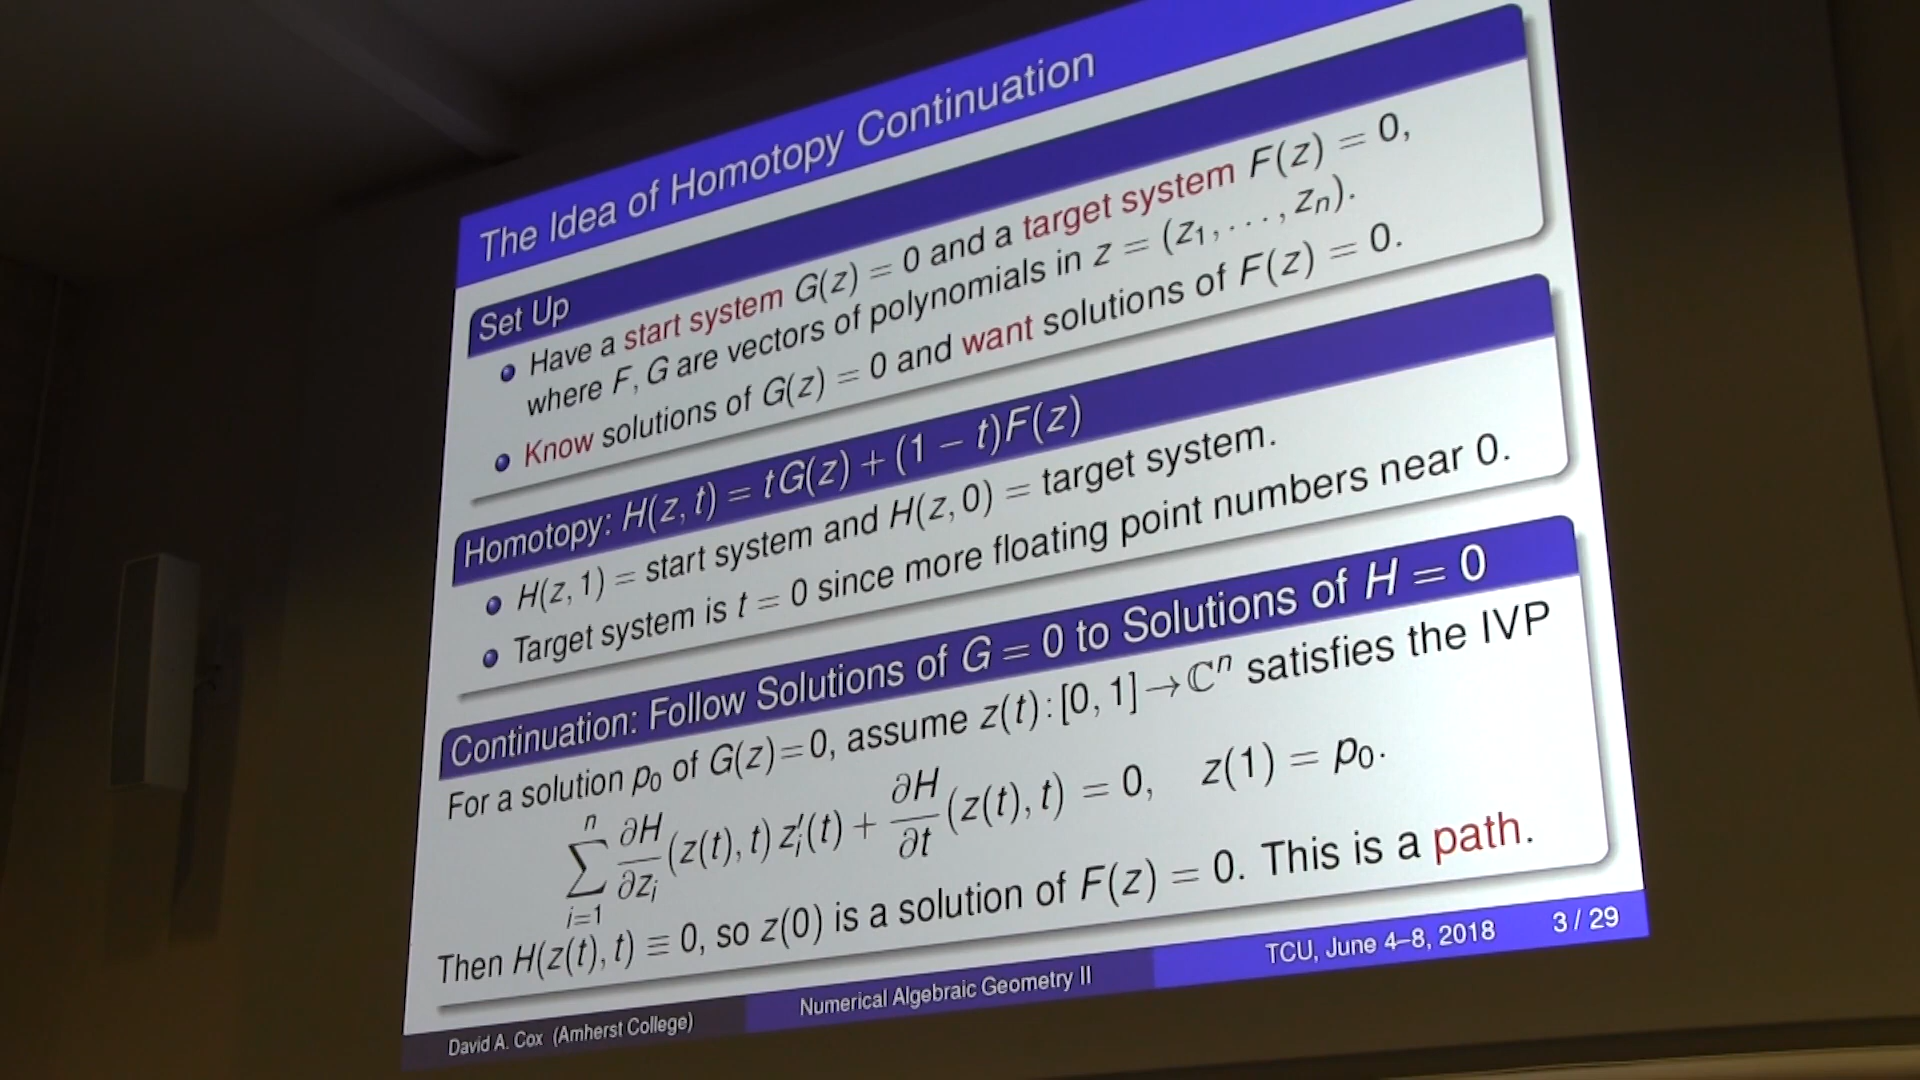 The Idea of Homotopy Continuation
Set Up
Have a start system G(z) = 0 and a target system F(z) = 0,
where F, G are vectors of polynomials in z = (z₁, . . . , zₙ).
Know solutions of G(z) = 0 and want solutions of F(z) = 0.
Homotopy: H(z, t) = tG(z) + (1 − t)F(z)
H(z, 1) = start system and H(z, 0) = target system.
Target system is t = 0 since more floating point numbers near 0.
Continuation: Follow Solutions of G = 0 to Solutions of H = 0
For a solution p₀ of G(z)=0, assume z(t):[0, 1]→ℂⁿ satisfies the IVP
∑ᵢ₌₁ⁿ ∂H/∂zᵢ (z(t), t) zᵢ′(t) + ∂H/∂t (z(t), t) = 0, z(1) = p₀.
Then H(z(t), t) ≡ 0, so z(0) is a solution of F(z) = 0. This is a path.
David A. Cox (Amherst College) Numerical Algebraic Geometry II TCU, June 4–8, 2018 3 / 29